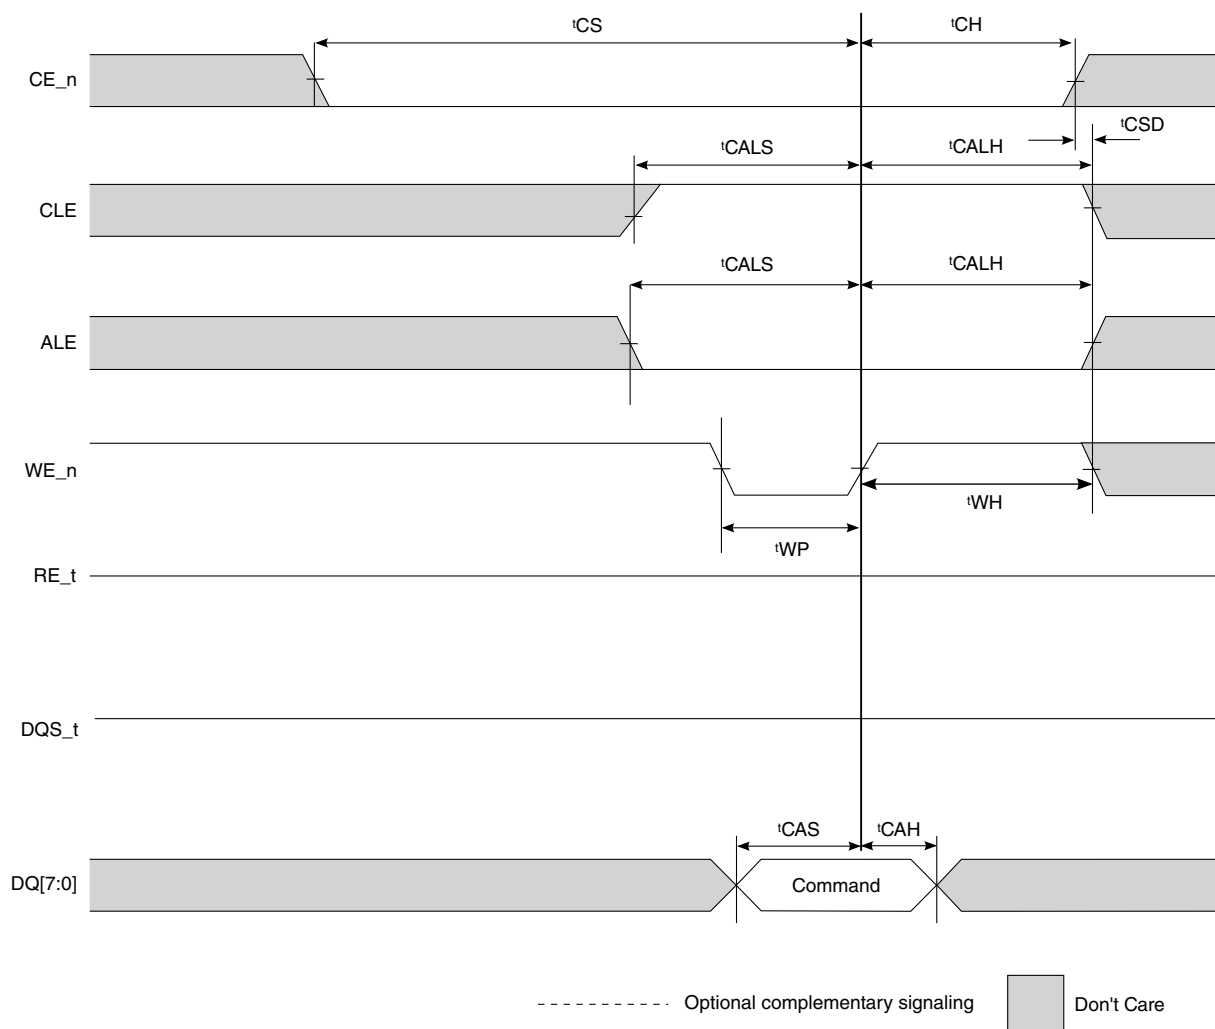 tCS
tCH
CE_n
tCSD
tCALS
tCALH
CLE
tCALS
tCALH
ALE
WE_n
tWH
tWP
RE_t
DQS_t
tCAS
tCAH
DQ[7:0]
Command
Optional complementary signaling
Don't Care